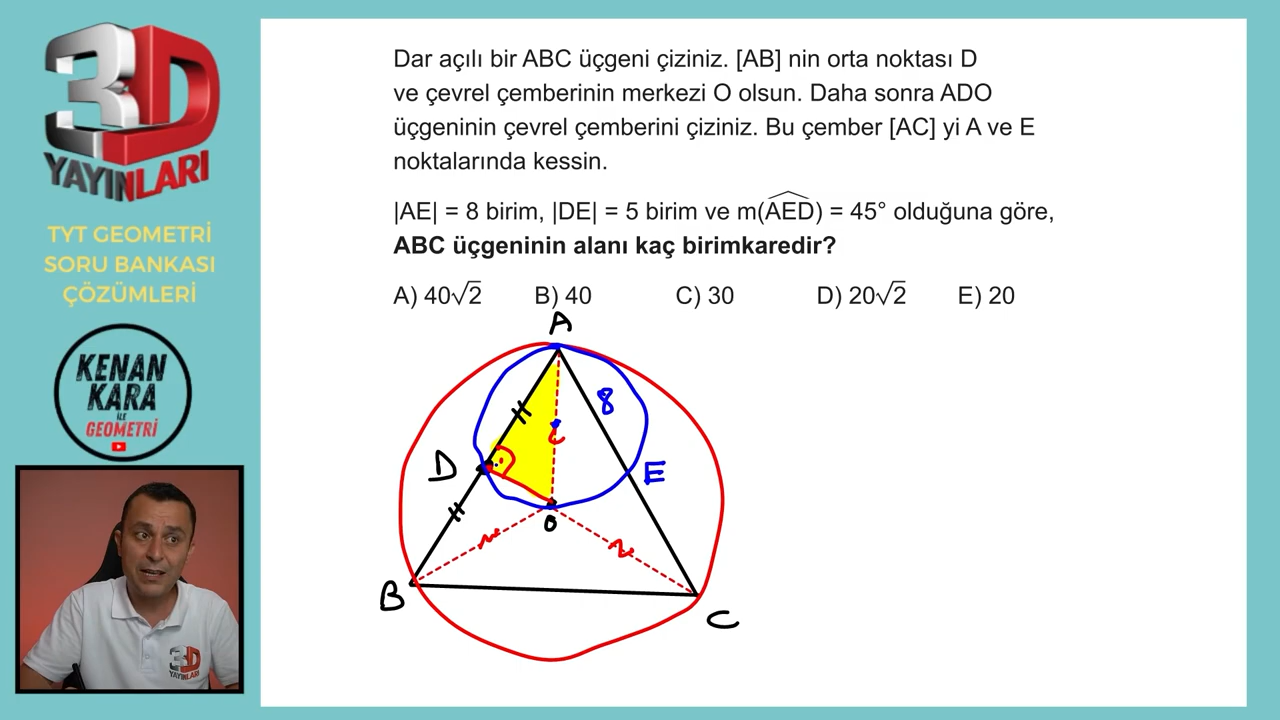 3D
YAYINLARI
TYT GEOMETRİ
SORU BANKASI
ÇÖZÜMLERİ
KENAN
KARA
İLE
GEOMETRİ
3D
YAYINLARI
Dar açılı bir ABC üçgeni çiziniz. [AB] nin orta noktası D
ve çevrel çemberinin merkezi O olsun. Daha sonra ADO
üçgeninin çevrel çemberini çiziniz. Bu çember [AC] yi A ve E
noktalarında kessin.
|AE| = 8 birim, |DE| = 5 birim ve m(AED) = 45° olduğuna göre,
ABC üçgeninin alanı kaç birimkaredir?
A) 40√2 B) 40 C) 30 D) 20√2 E) 20
A
8
D
E
O
B
C